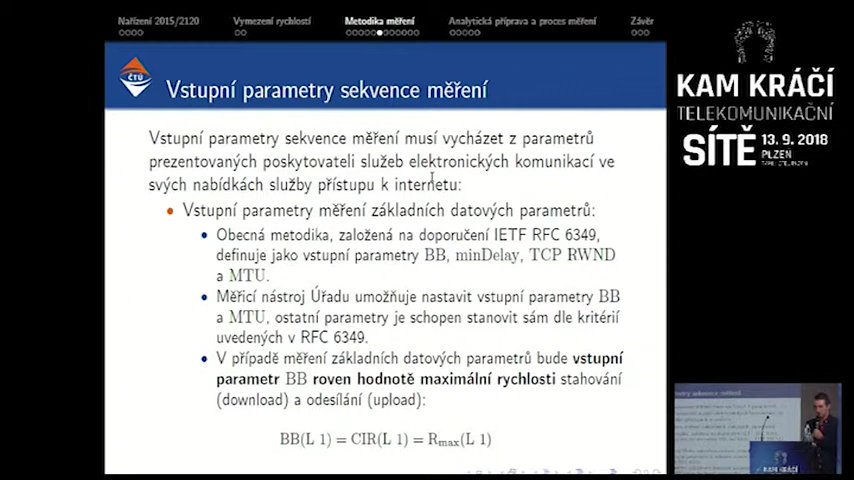 Nařízení 2015/2120 Vymezení rychlostí Metodika měření Analytická příprava a proces měření Závěr
ČTÚ
Vstupní parametry sekvence měření
Vstupní parametry sekvence měření musí vycházet z parametrů
prezentovaných poskytovateli služeb elektronických komunikací ve
svých nabídkách služby přístupu k internetu:
Vstupní parametry měření základních datových parametrů:
Obecná metodika, založená na doporučení IETF RFC 6349,
definuje jako vstupní parametry BB, minDelay, TCP RWND
a MTU.
Měřicí nástroj Úřadu umožňuje nastavit vstupní parametry BB
a MTU, ostatní parametry je schopen stanovit sám dle kritérií
uvedených v RFC 6349.
V případě měření základních datových parametrů bude vstupní
parametr BB roven hodnotě maximální rychlosti stahování
(download) a odesílání (upload):
BB(L 1) = CIR(L 1) = Rmax(L 1)
KAM KRÁČÍ
TELEKOMUNIKAČNÍ
SÍTĚ 13. 9. 2018
PLZEŇ
KAM KRÁČÍ